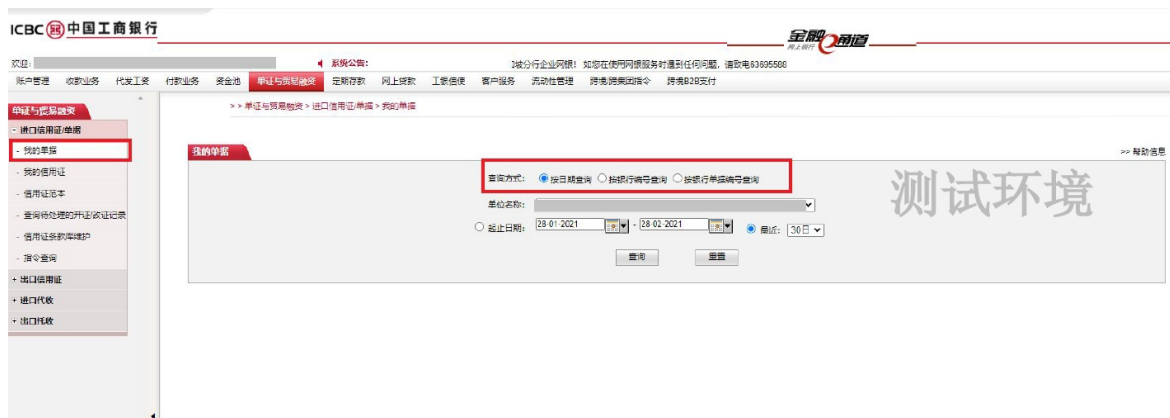 ICBC 中国工商银行
金融e通道
网上银行
欢迎:
系统公告: 坡分行企业网银! 如您在使用网银服务时遭到任何问题, 请致电63695588
账户管理 收款业务 代发工资 付款业务 资金池 单证与贸易融资 定期存款 网上贷款 工银信使 客户服务 流动性管理 跨境/跨集团指令 跨境B2B支付
单证与贸易融资
>> 单证与贸易融资 > 进口信用证/单据 > 我的单据
- 进口信用证/单据
- 我的单据
- 我的信用证
- 信用证范本
- 查询待处理的开证/改证记录
- 信用证条款库维护
- 指令查询
+ 出口信用证
+ 进口代收
+ 出口托收
我的单据
>> 帮助信息
查询方式: 按日期查询 按银行编号查询 按银行单据编号查询
单位名称:
起止日期: 28-01-2021 - 28-02-2021 最近: 30日
查询 重置
测试环境